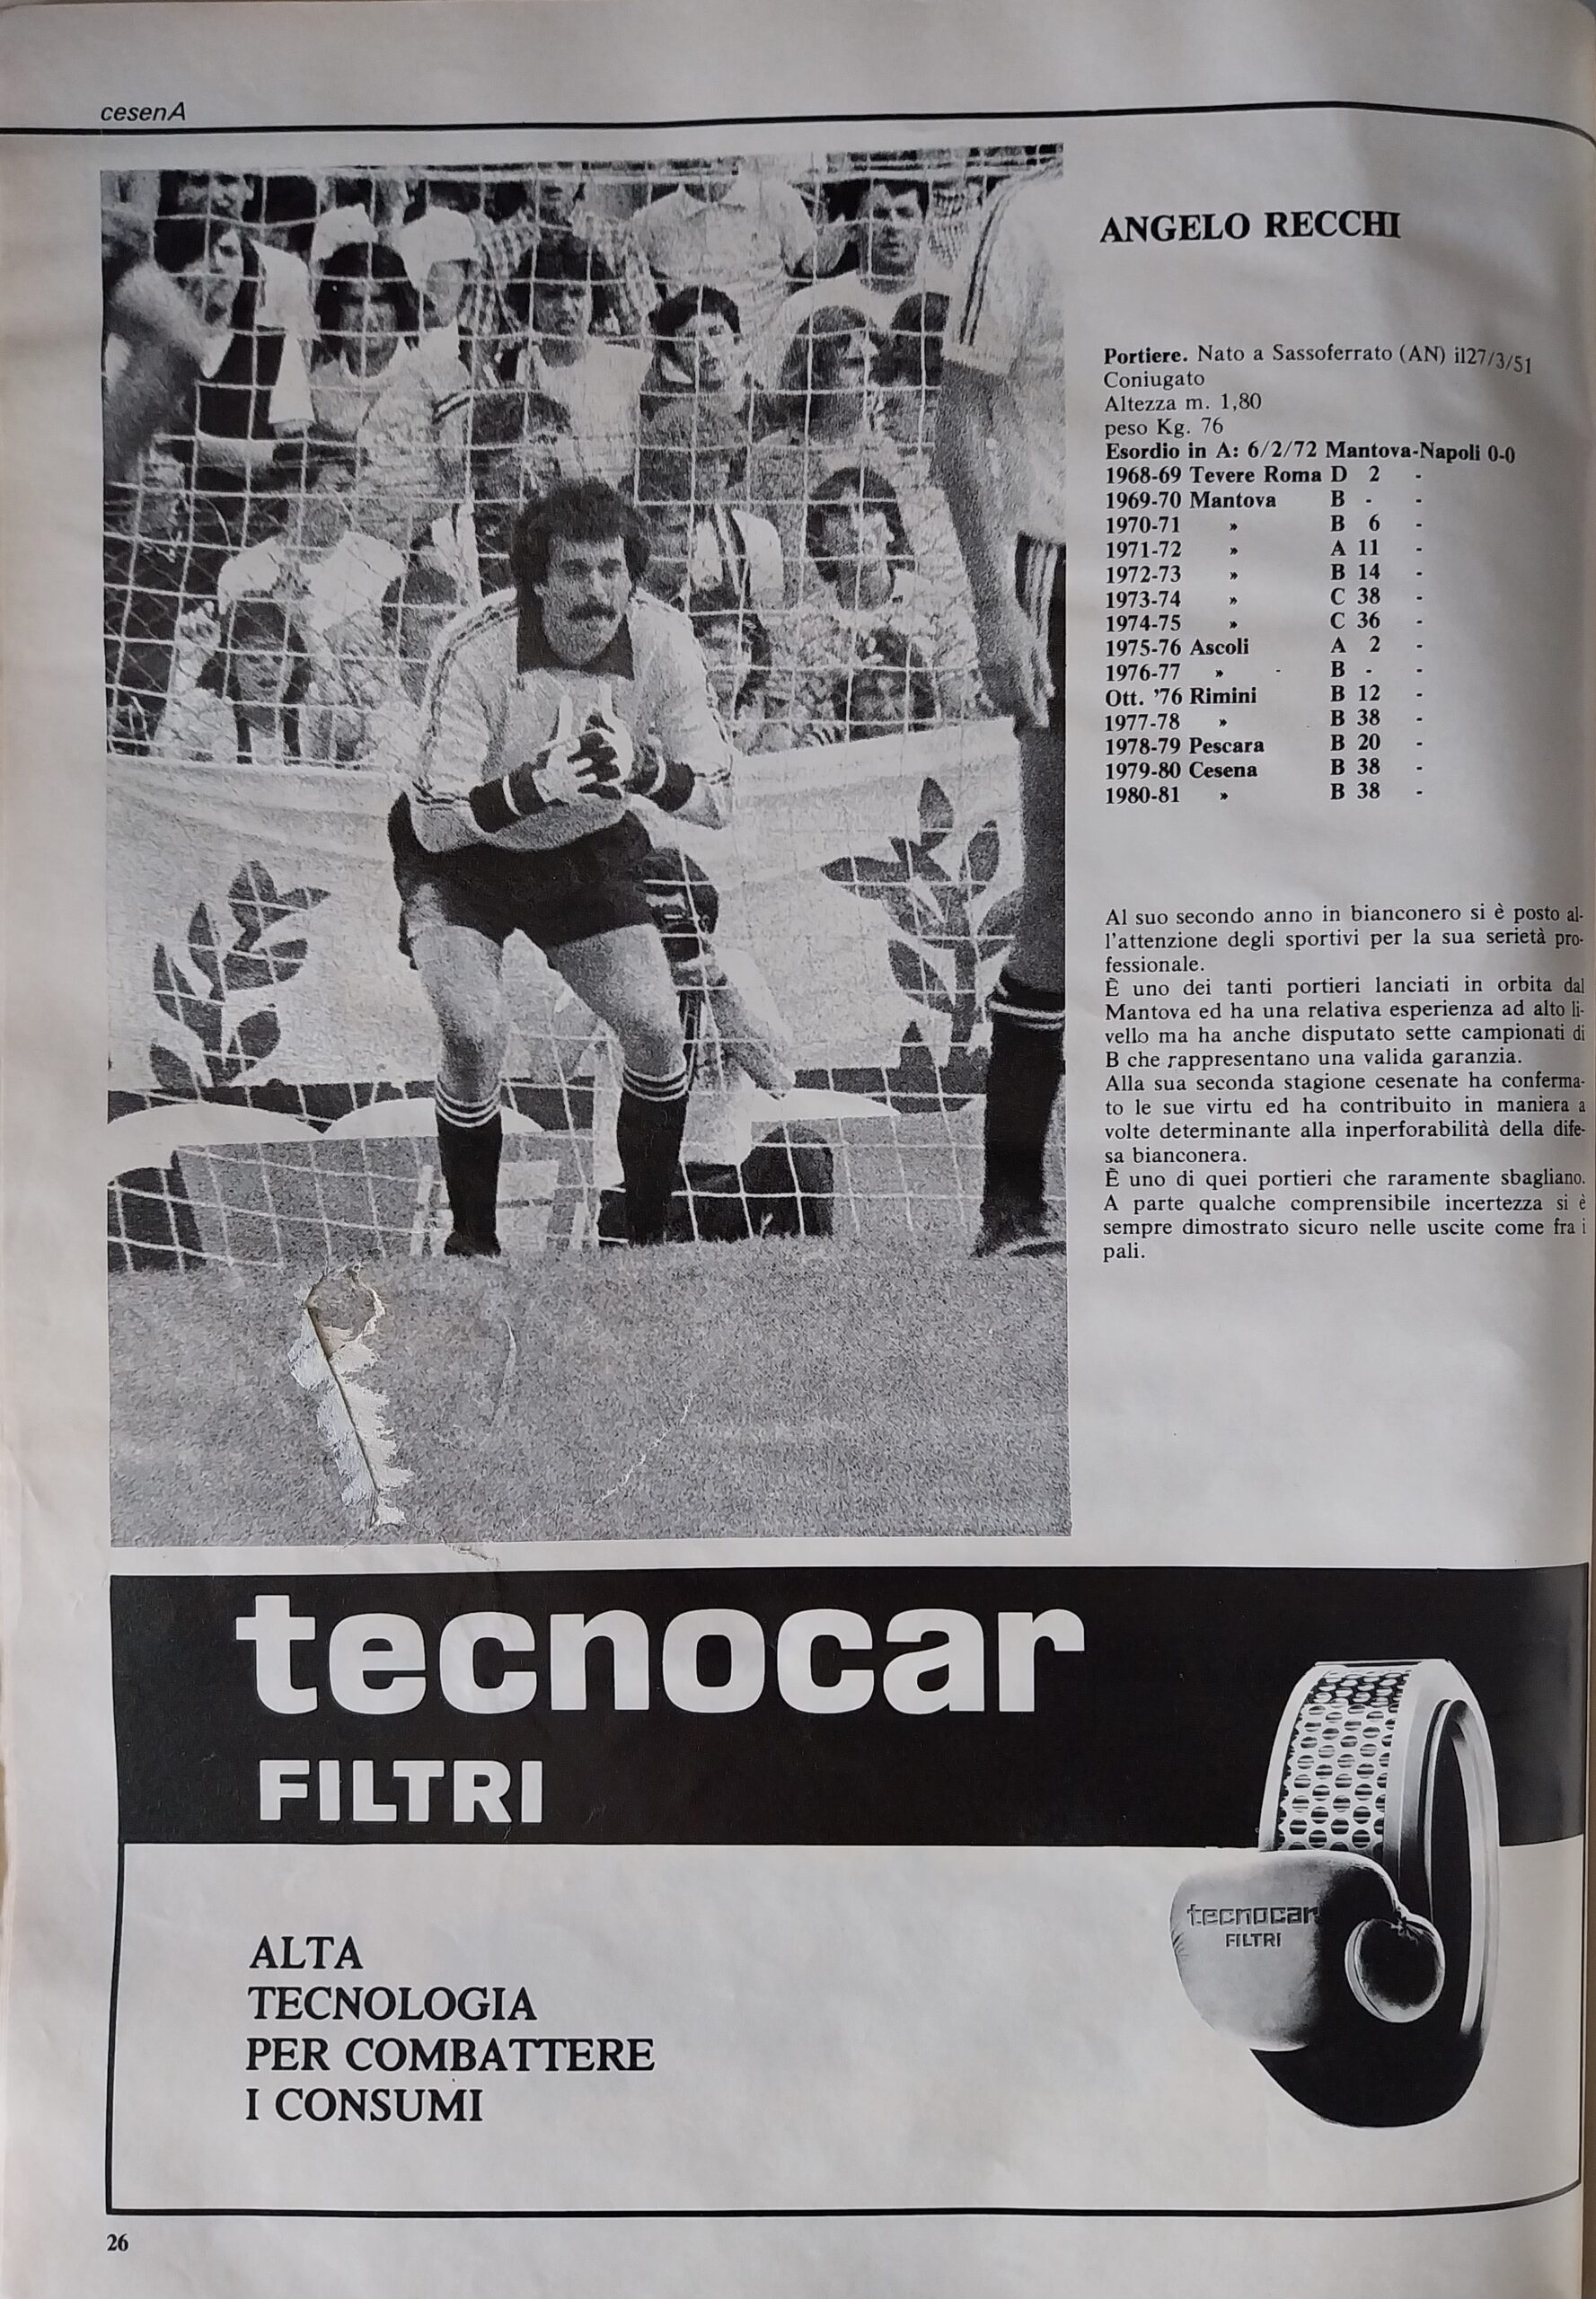 cesenA
ANGELO RECCHI
Portiere. Nato a Sassoferrato (AN) il27/3/51
Coniugato
Altezza m. 1,80
peso Kg. 76
Esordio in A: 6/2/72 Mantova-Napoli 0-0
1968-69 Tevere Roma D 2 -
1969-70 Mantova B - -
1970-71 » B 6 -
1971-72 » A 11 -
1972-73 » B 14 -
1973-74 » C 38 -
1974-75 » C 36 -
1975-76 Ascoli A 2 -
1976-77 » - B - -
Ott. '76 Rimini B 12 -
1977-78 » B 38 -
1978-79 Pescara B 20 -
1979-80 Cesena B 38 -
1980-81 » B 38 -
Al suo secondo anno in bianconero si è posto al-
l'attenzione degli sportivi per la sua serietà pro-
fessionale.
È uno dei tanti portieri lanciati in orbita dal
Mantova ed ha una relativa esperienza ad alto li-
vello ma ha anche disputato sette campionati di
B che rappresentano una valida garanzia.
Alla sua seconda stagione cesenate ha conferma-
to le sue virtu ed ha contribuito in maniera a
volte determinante alla inperforabilità della dife-
sa bianconera.
È uno di quei portieri che raramente sbagliano.
A parte qualche comprensibile incertezza si è
sempre dimostrato sicuro nelle uscite come fra i
pali.
tecnocar
FILTRI
tecnocar
FILTRI
ALTA
TECNOLOGIA
PER COMBATTERE
I CONSUMI
26